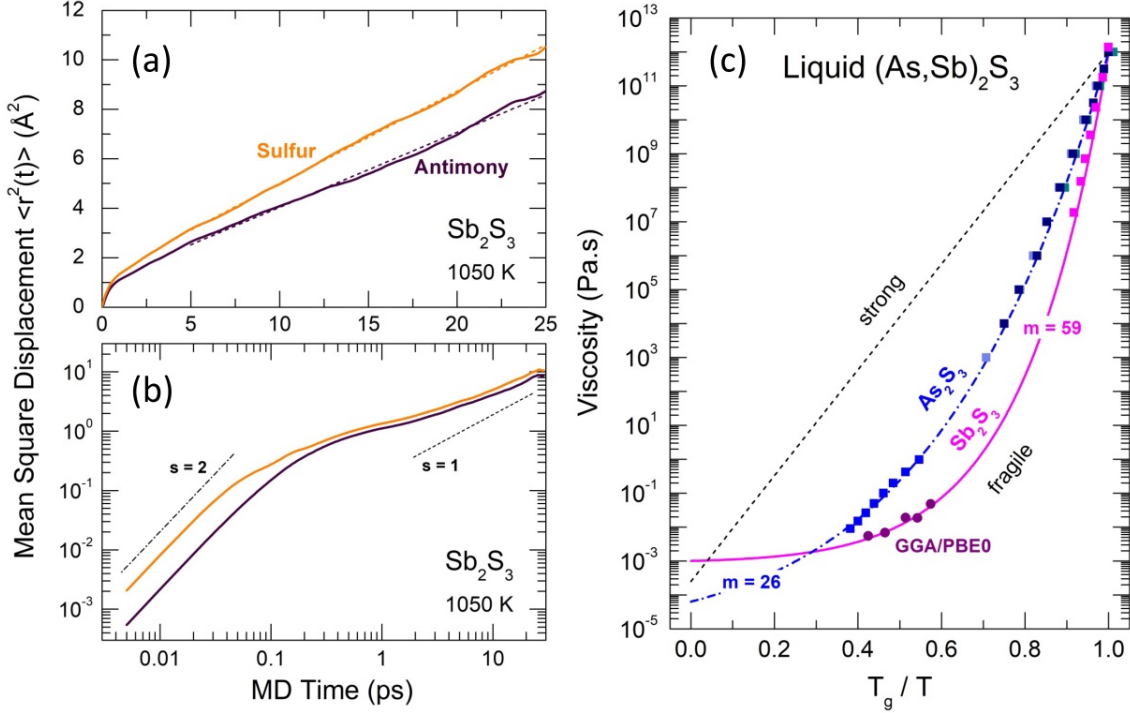 (a)
Mean Square Displacement <r²(t)> (Å²)
12
10
8
6
4
2
0
Sulfur
Antimony
Sb₂S₃
1050 K
0 5 10 15 20 25
(b)
10¹
10⁰
10⁻¹
10⁻²
10⁻³
s = 2
s = 1
Sb₂S₃
1050 K
0.01 0.1 1 10
MD Time (ps)
(c)
Liquid (As,Sb)₂S₃
Viscosity (Pa.s)
10¹³
10¹¹
10⁹
10⁷
10⁵
10³
10¹
10⁻¹
10⁻³
10⁻⁵
strong
m = 59
As₂S₃
Sb₂S₃
fragile
GGA/PBE0
m = 26
0.0 0.2 0.4 0.6 0.8 1.0
T_g / T